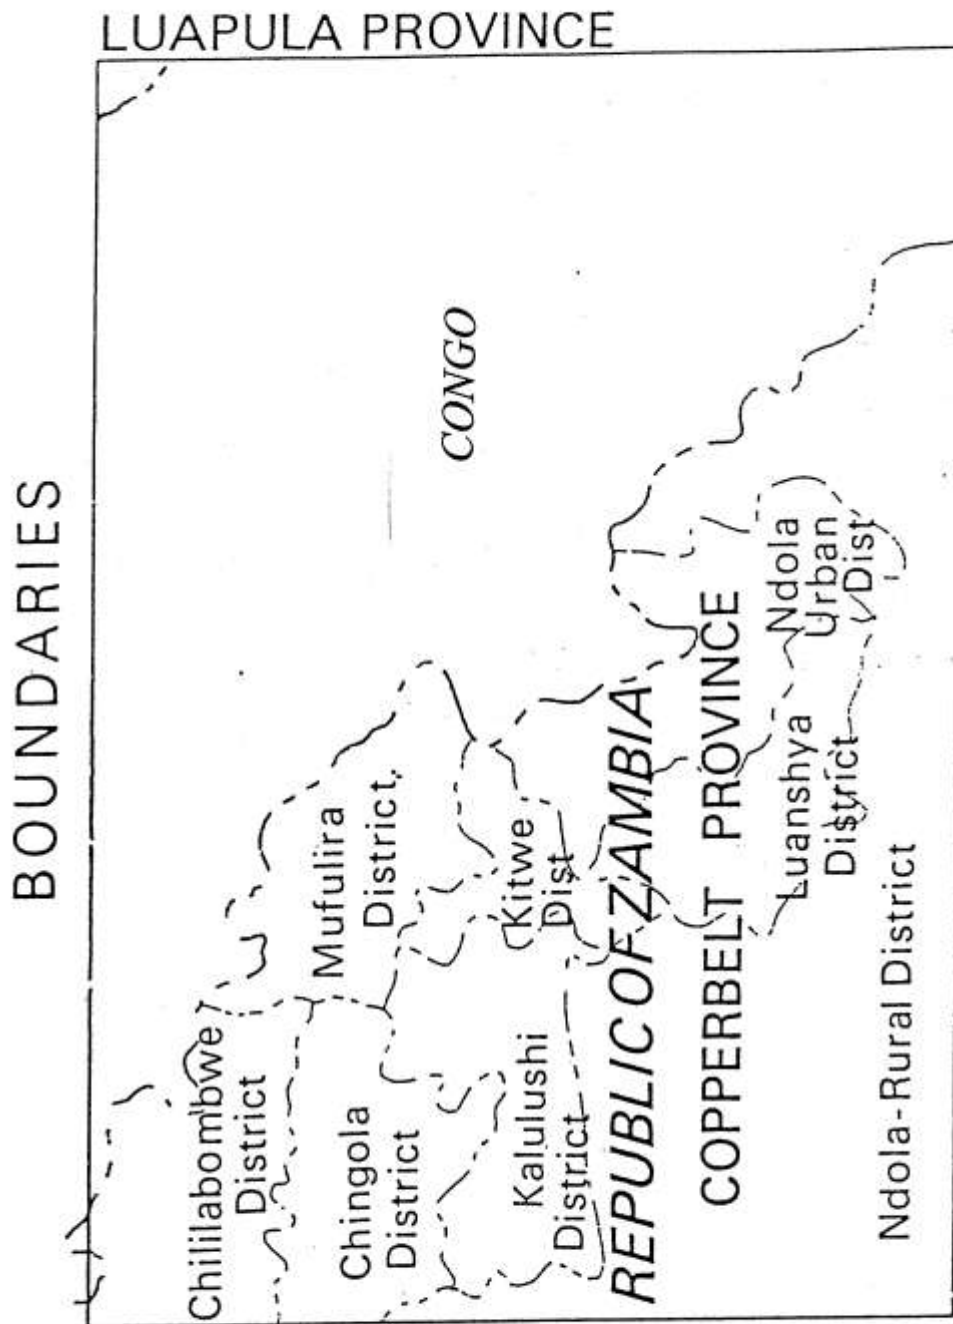 LUAPULA PROVINCE
BOUNDARIES
CONGO
Chililabombwe
District
Mufulira
District
Chingola
District
Kitwe
Dist
Kalulushi
District
REPUBLIC OF ZAMBIA
COPPERBELT PROVINCE
Ndola
Urban
Dist
Luanshya
District
Ndola-Rural District